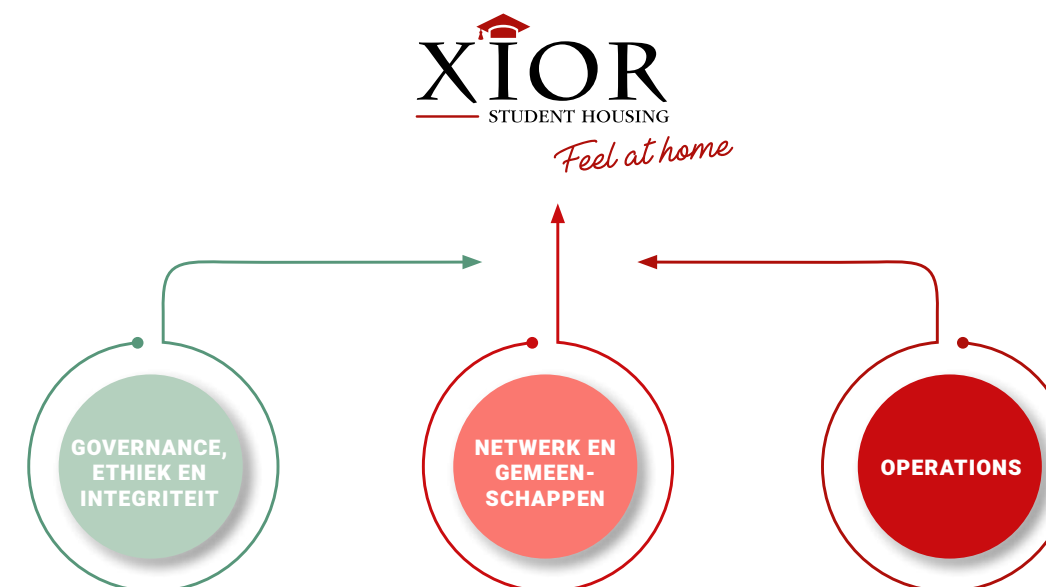 XIOR
STUDENT HOUSING
Feel at home
GOVERNANCE,
ETHIEK EN
INTEGRITEIT
NETWERK EN
GEMEEN-
SCHAPPEN
OPERATIONS